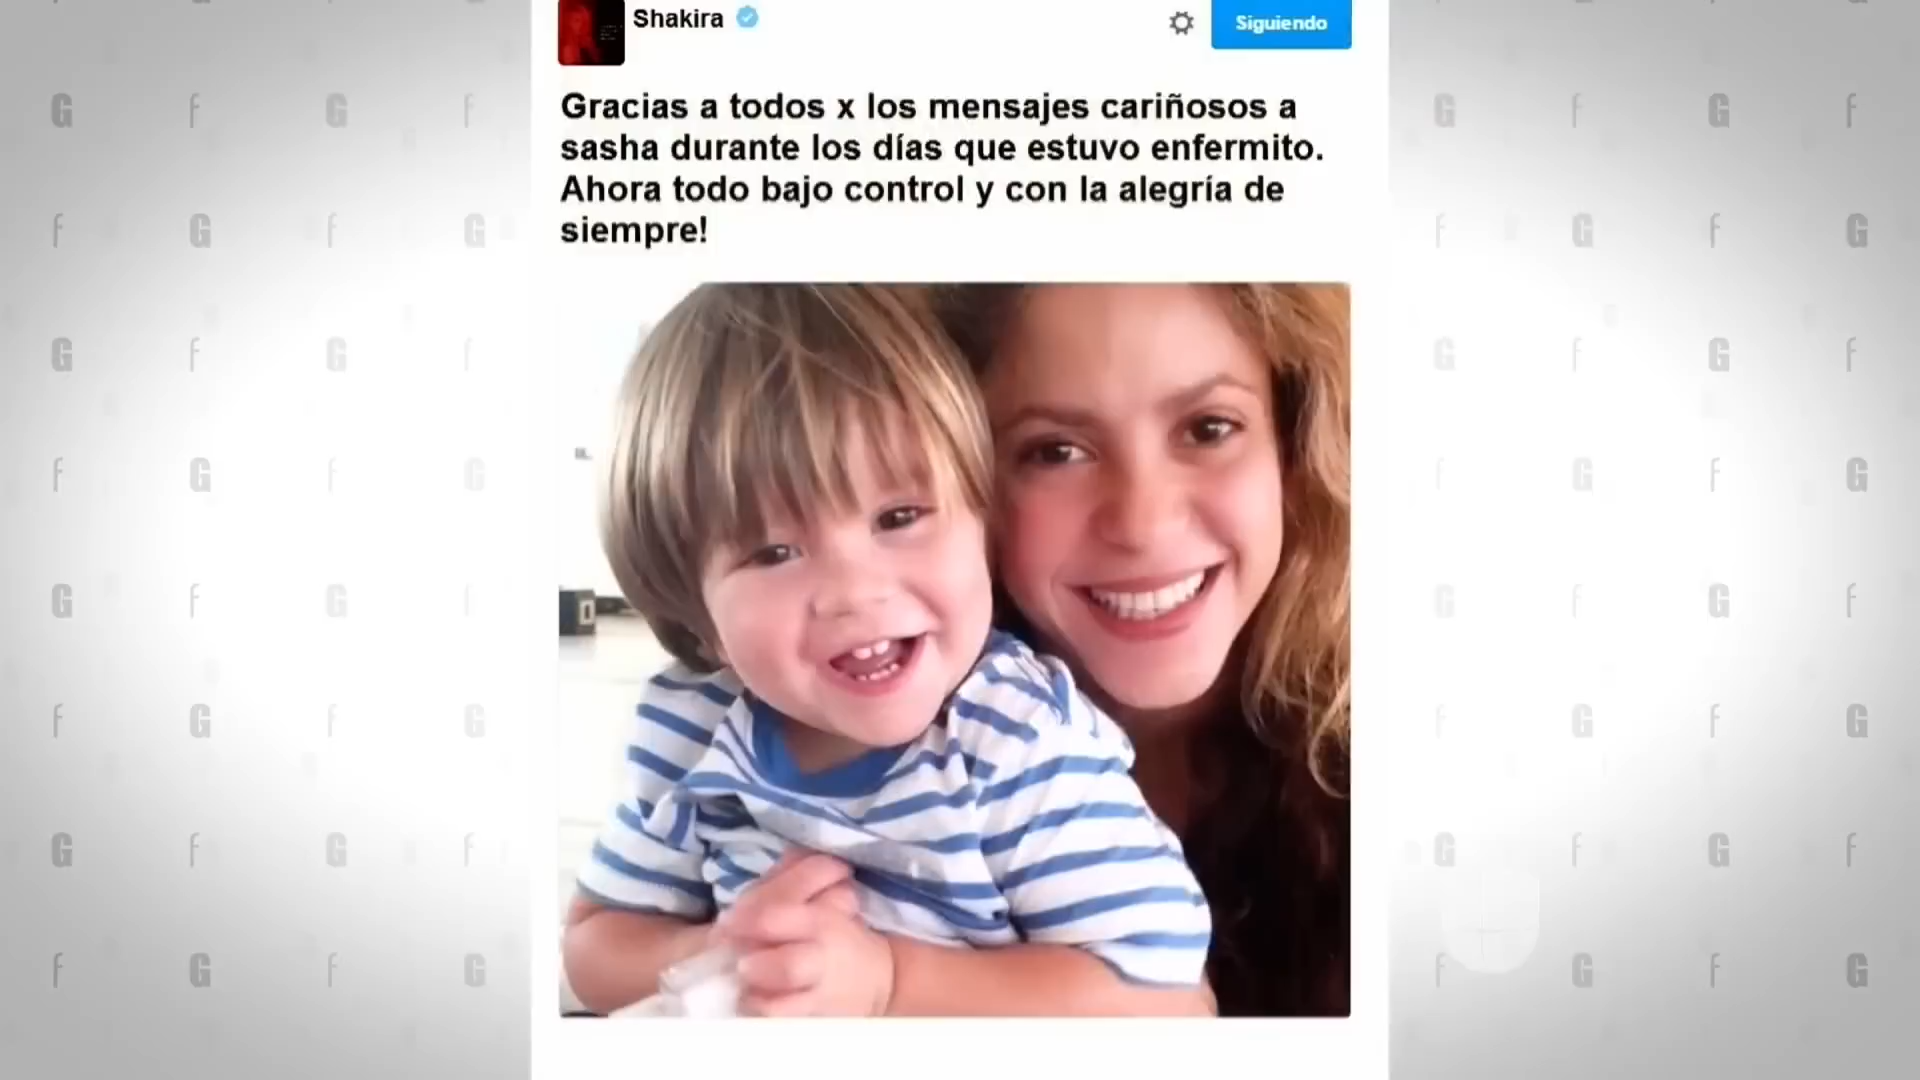 Shakira
Siguiendo
Gracias a todos x los mensajes cariñosos a
sasha durante los días que estuvo enfermito.
Ahora todo bajo control y con la alegría de
siempre!
G f G f G f G f
f G f G f G f G
G f G f G f G f
f G f G f G f G
G f G f G f G f
f G f G f G f G
G f G f G f G f
f G f G f G f G